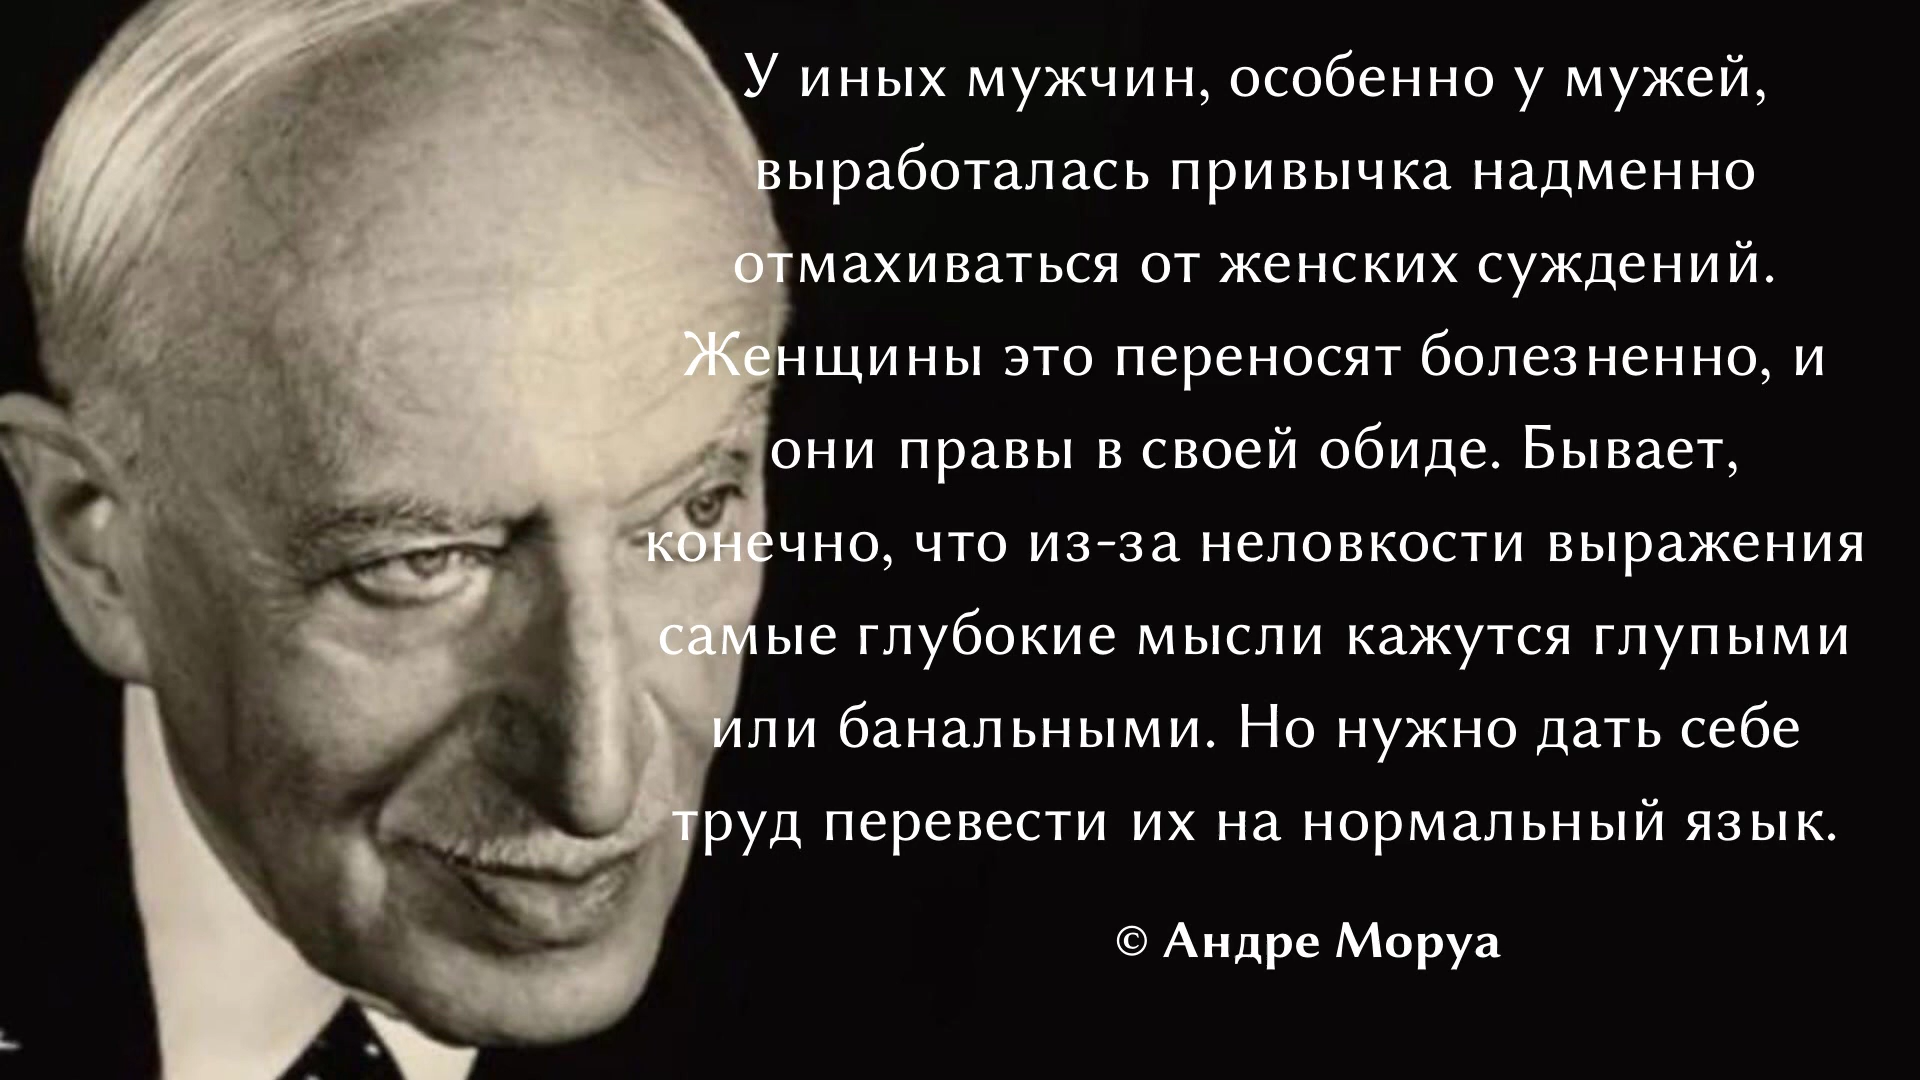 У иных мужчин, особенно у мужей,
выработалась привычка надменно
отмахиваться от женских суждений.
Женщины это переносят болезненно, и
они правы в своей обиде. Бывает,
конечно, что из-за неловкости выражения
самые глубокие мысли кажутся глупыми
или банальными. Но нужно дать себе
труд перевести их на нормальный язык.
© Андре Моруа